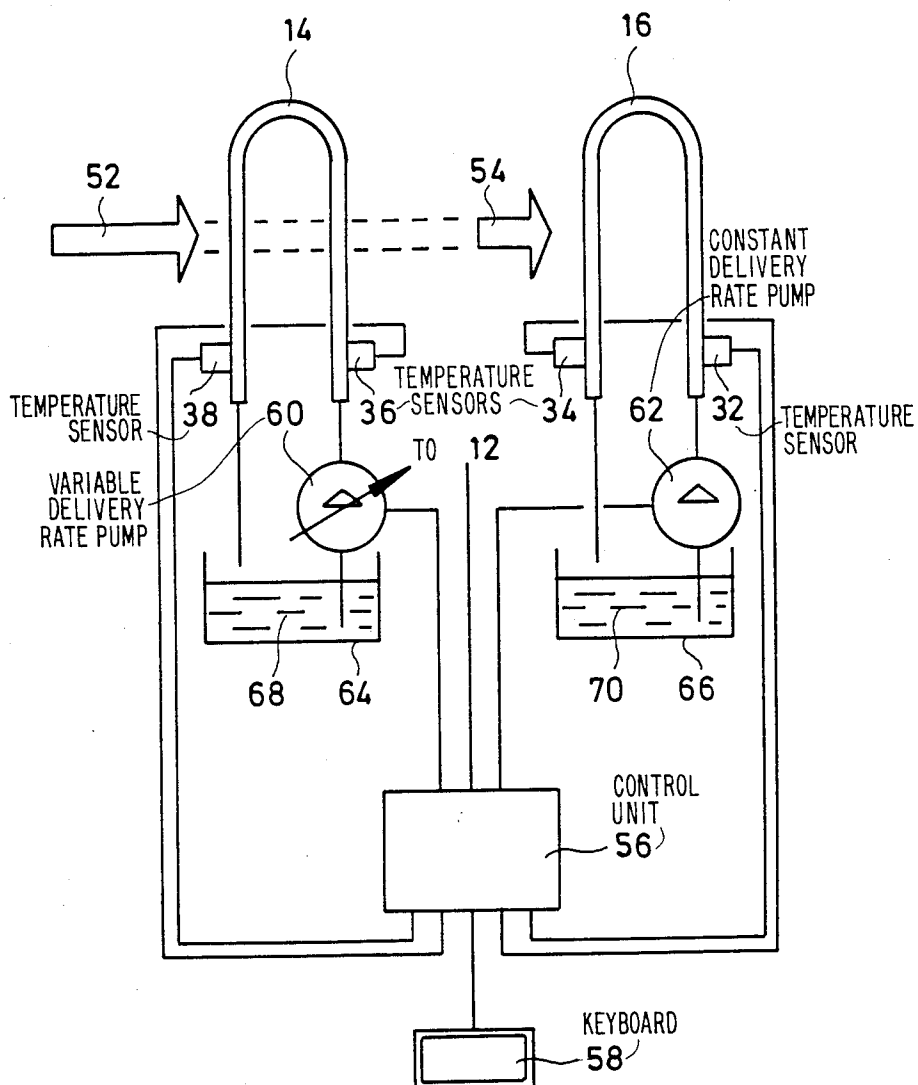 14
16
52
54
CONSTANT
DELIVERY
RATE PUMP
38
36
TEMPERATURE
SENSORS
34
62
32
TEMPERATURE
SENSOR
60
TEMPERATURE
SENSOR
TO 12
VARIABLE
DELIVERY
RATE PUMP
68
64
70
66
CONTROL
UNIT
56
KEYBOARD
58